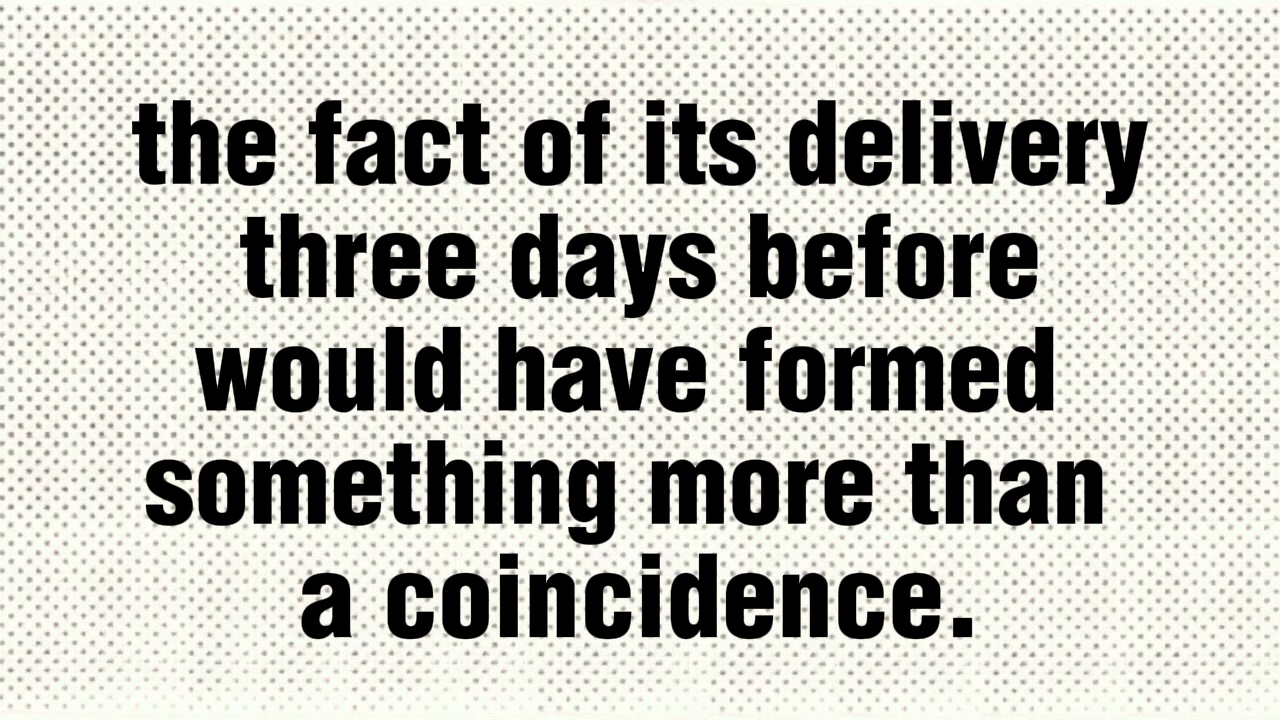 the fact of its delivery
three days before
would have formed
something more than
a coincidence.